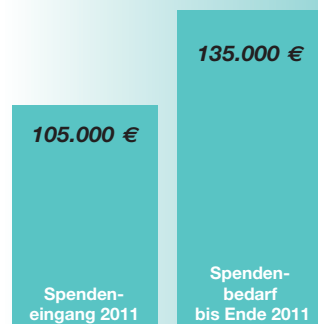 135.000 €
105.000 €
Spenden-
eingang 2011
Spenden-
bedarf
bis Ende 2011